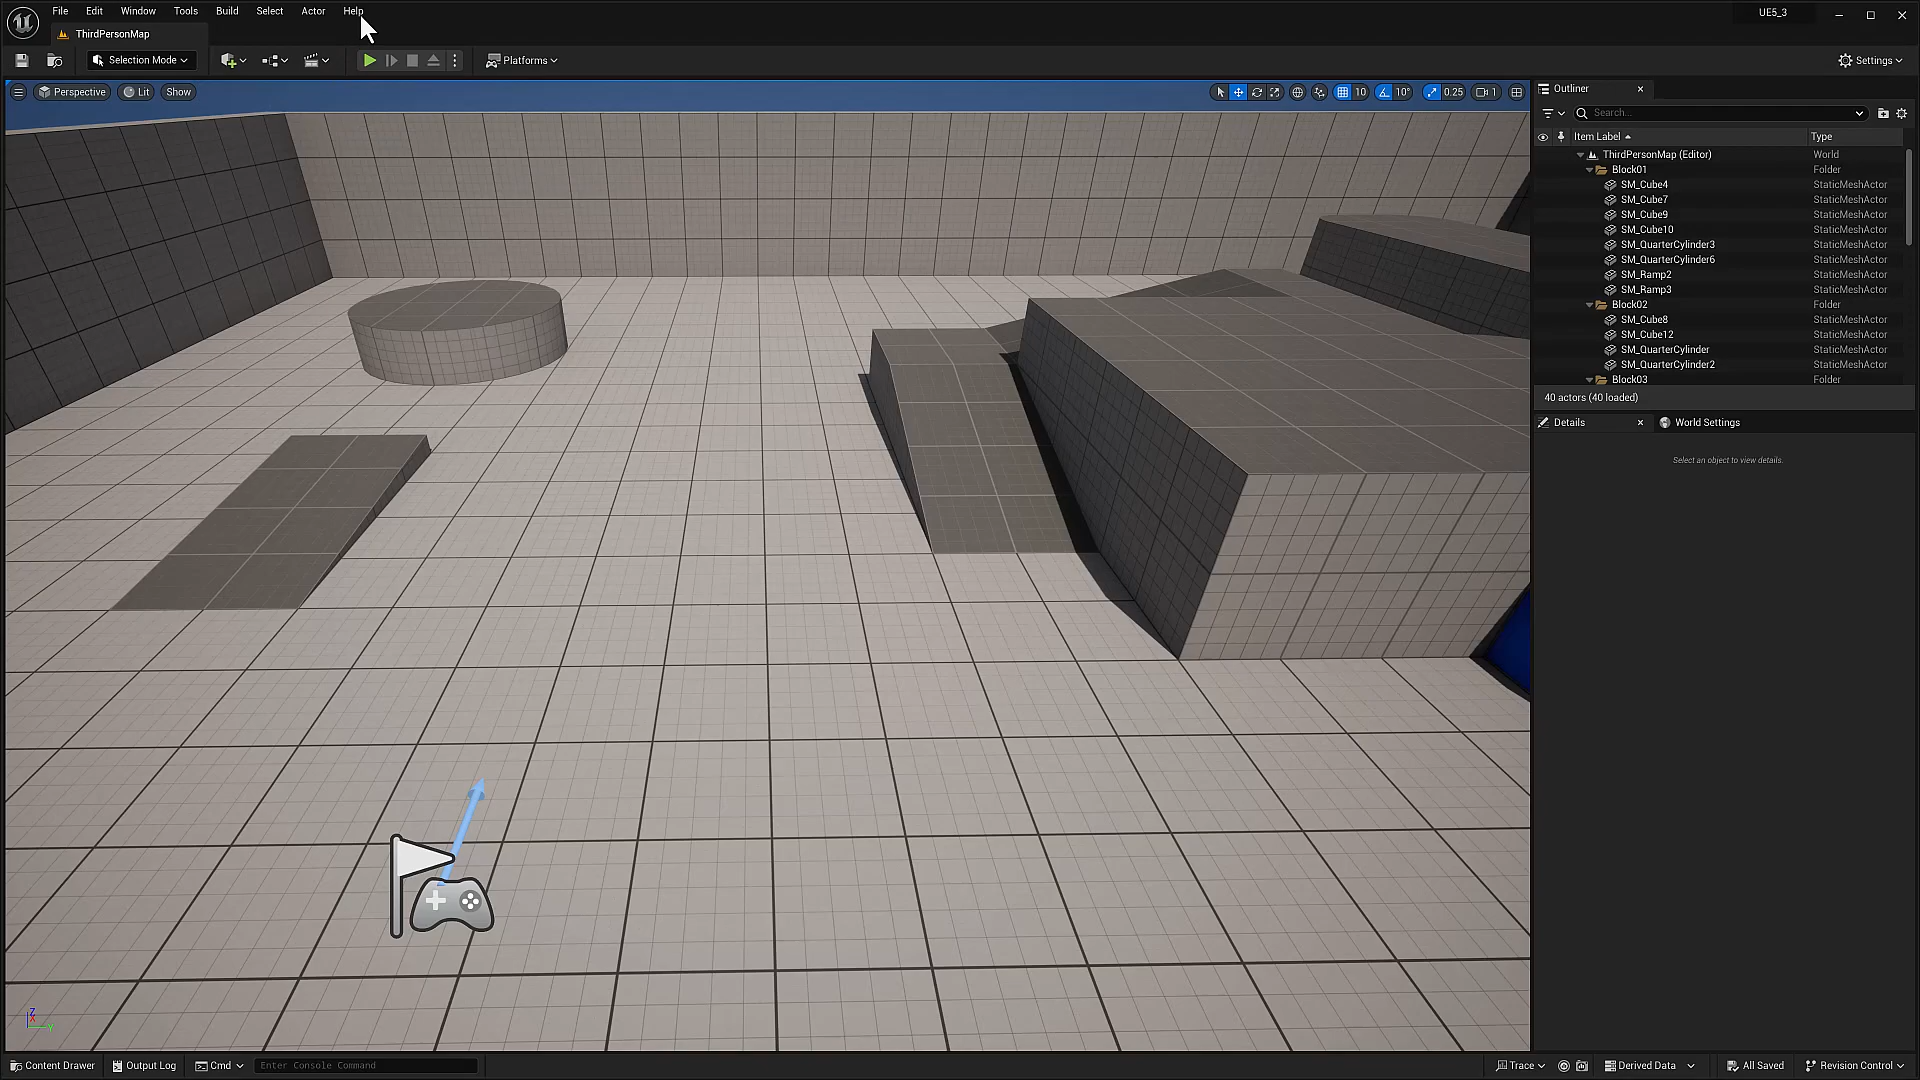 File Edit Window Tools Build Select Actor Help
UE5_3
ThirdPersonMap
Selection Mode
Platforms
Settings
Perspective Lit Show
10 10° 0.25 1
Outliner
Search...
Item Label Type
ThirdPersonMap (Editor) World
Block01 Folder
SM_Cube4 StaticMeshActor
SM_Cube7 StaticMeshActor
SM_Cube9 StaticMeshActor
SM_Cube10 StaticMeshActor
SM_QuarterCylinder3 StaticMeshActor
SM_QuarterCylinder6 StaticMeshActor
SM_Ramp2 StaticMeshActor
SM_Ramp3 StaticMeshActor
Block02 Folder
SM_Cube8 StaticMeshActor
SM_Cube12 StaticMeshActor
SM_QuarterCylinder StaticMeshActor
SM_QuarterCylinder2 StaticMeshActor
Block03 Folder
40 actors (40 loaded)
Details World Settings
Select an object to view details.
Z
X
Y
Content Drawer Output Log Cmd Enter Console Command Trace Derived Data All Saved Revision Control